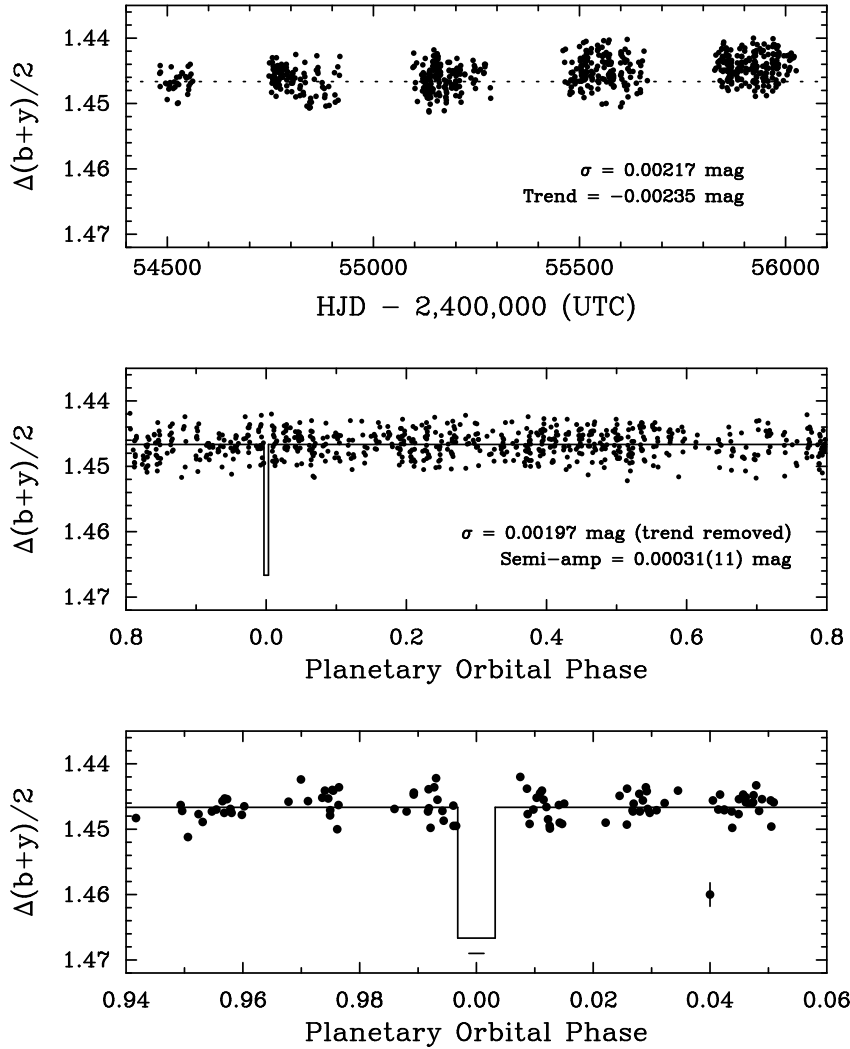 Δ(b+y)/2
1.44
1.45
1.46
1.47
σ = 0.00217 mag
Trend = −0.00235 mag
54500 55000 55500 56000
HJD − 2,400,000 (UTC)
Δ(b+y)/2
1.44
1.45
1.46
1.47
σ = 0.00197 mag (trend removed)
Semi−amp = 0.00031(11) mag
0.8 0.0 0.2 0.4 0.6 0.8
Planetary Orbital Phase
Δ(b+y)/2
1.44
1.45
1.46
1.47
0.94 0.96 0.98 0.00 0.02 0.04 0.06
Planetary Orbital Phase